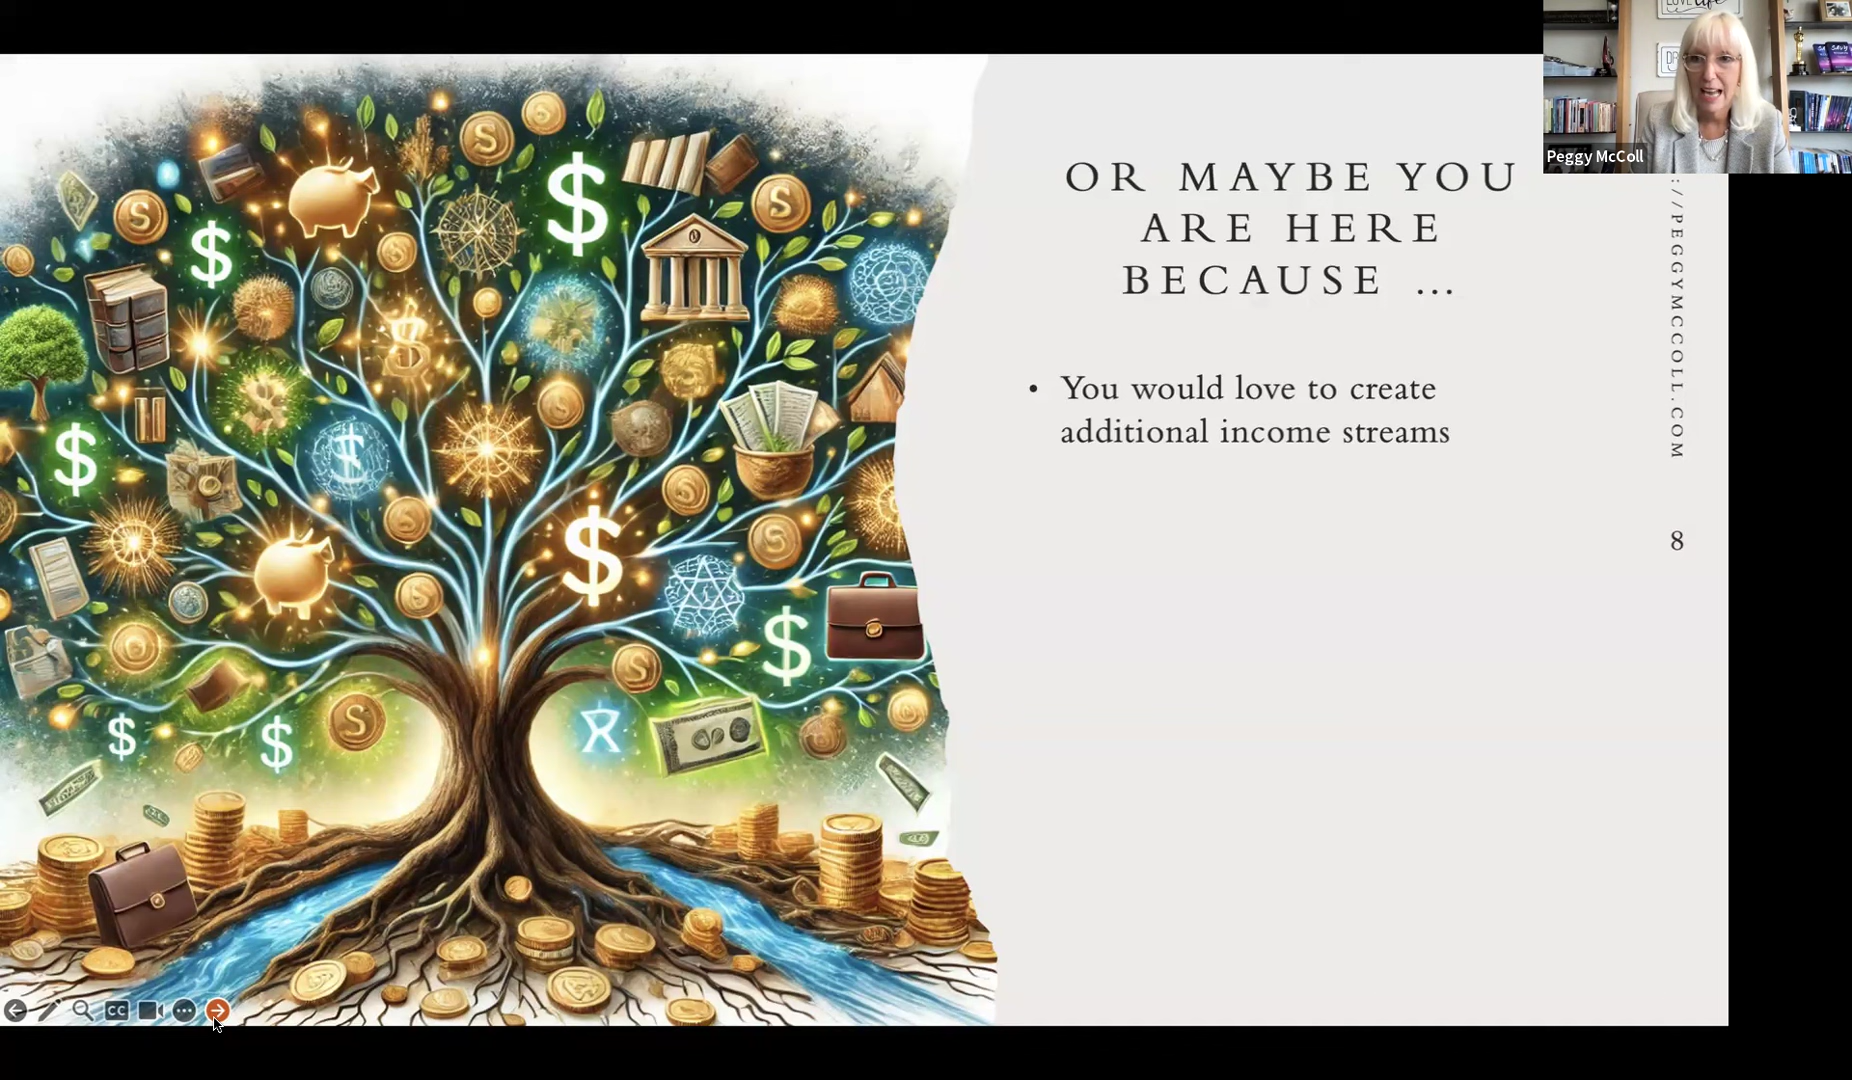 OR MAYBE YOU
ARE HERE
BECAUSE ...
• You would love to create
additional income streams
://PEGGYMCCOLL.COM
8
Peggy McColl
CC